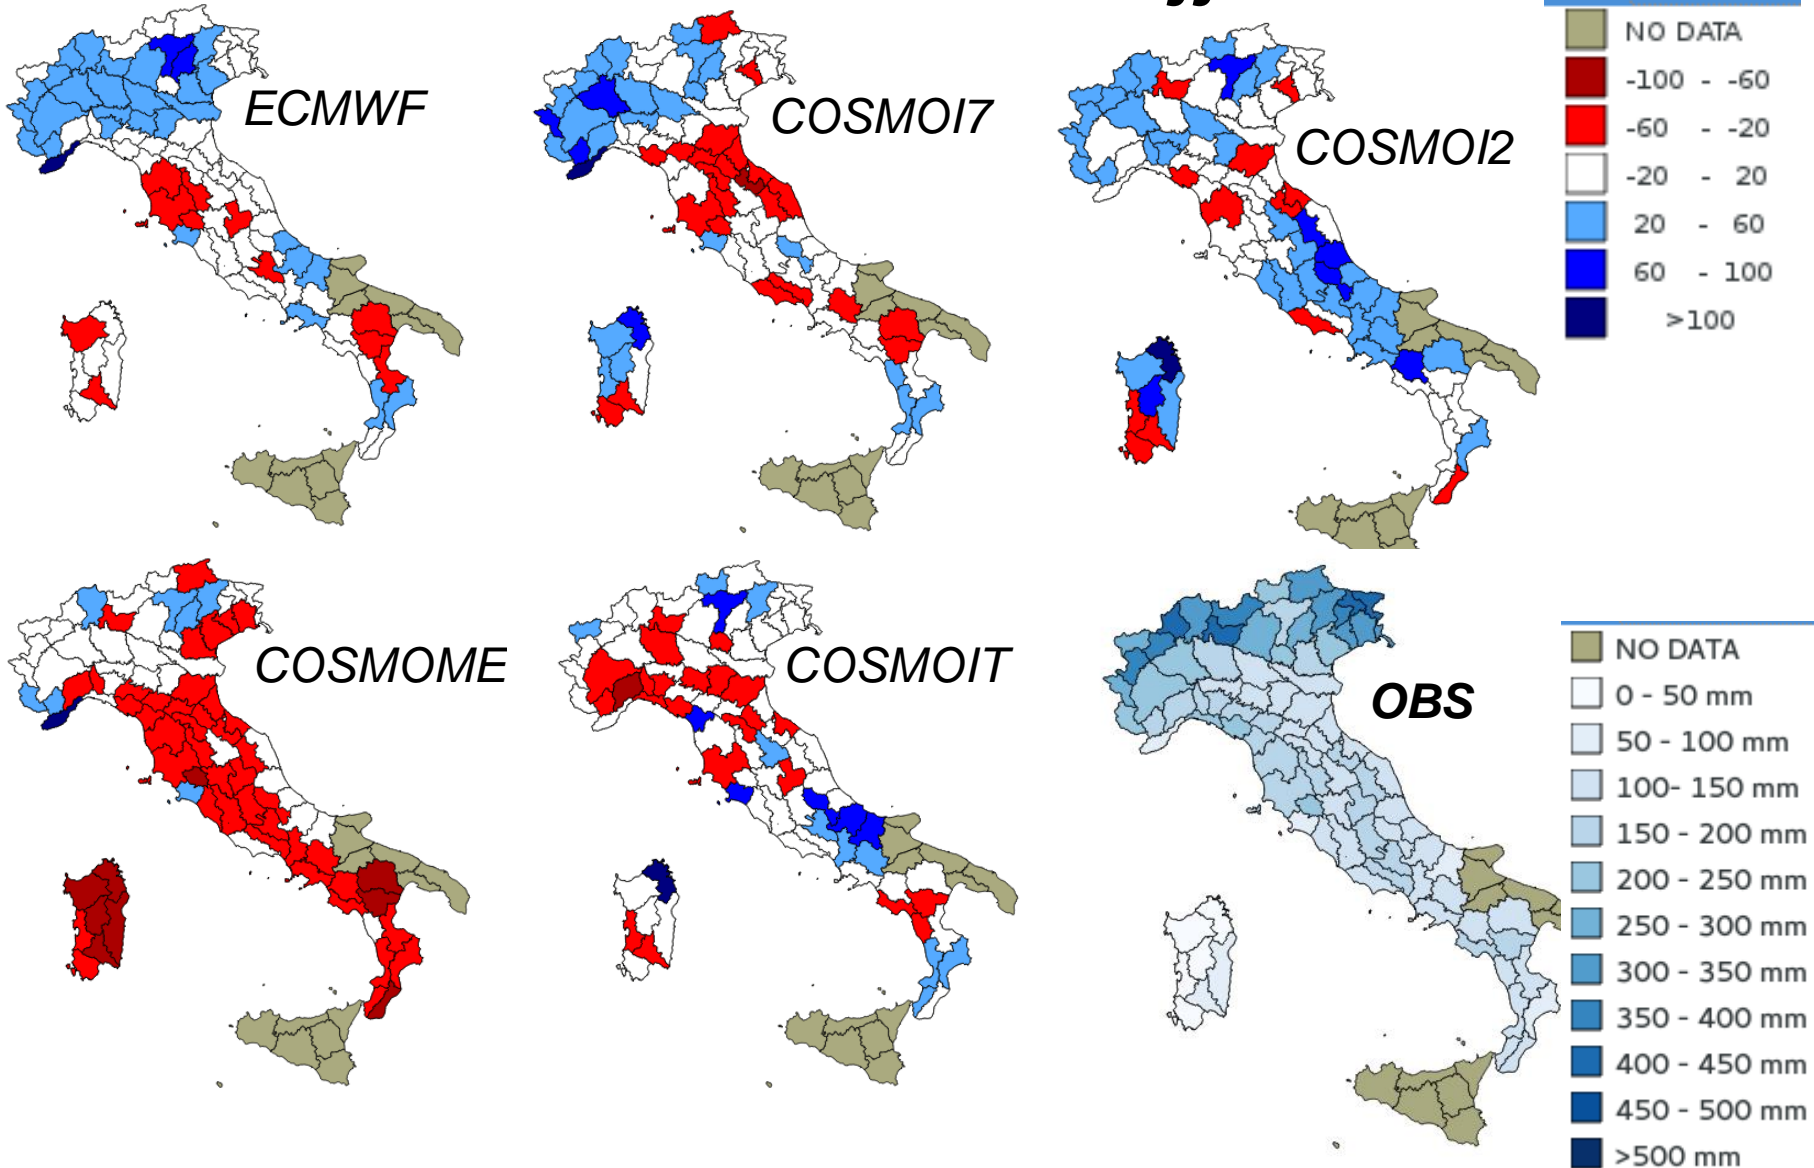 ECMWF
COSMOI7
COSMOI2
NO DATA
-100 - -60
-60 - -20
-20 - 20
20 - 60
60 - 100
>100
COSMOME
COSMOIT
OBS
NO DATA
0 - 50 mm
50 - 100 mm
100- 150 mm
150 - 200 mm
200 - 250 mm
250 - 300 mm
300 - 350 mm
350 - 400 mm
400 - 450 mm
450 - 500 mm
>500 mm